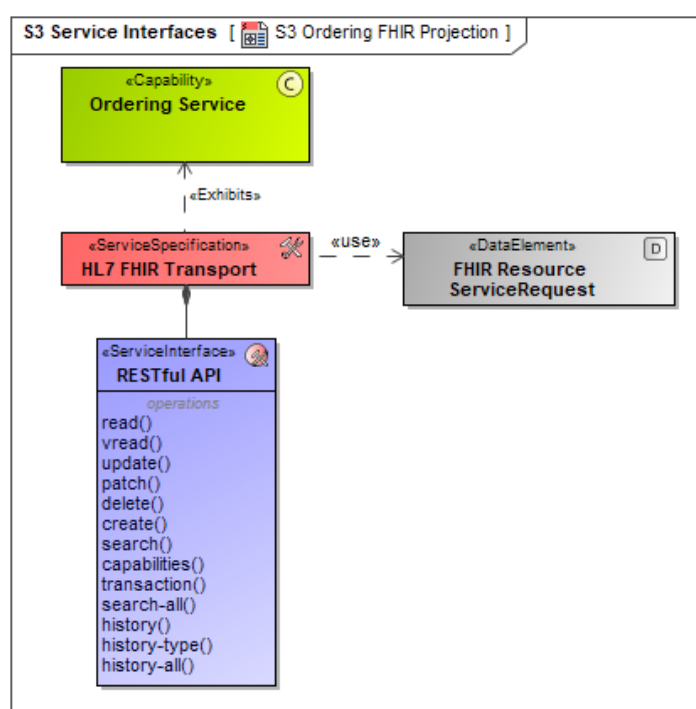 S3 Service Interfaces [ S3 Ordering FHIR Projection ]
«Capability»
C
Ordering Service
«Exhibits»
«ServiceSpecification»
HL7 FHIR Transport
«use»
«DataElement»
D
FHIR Resource
ServiceRequest
«ServiceInterface»
RESTful API
operations
read()
vread()
update()
patch()
delete()
create()
search()
capabilities()
transaction()
search-all()
history()
history-type()
history-all()